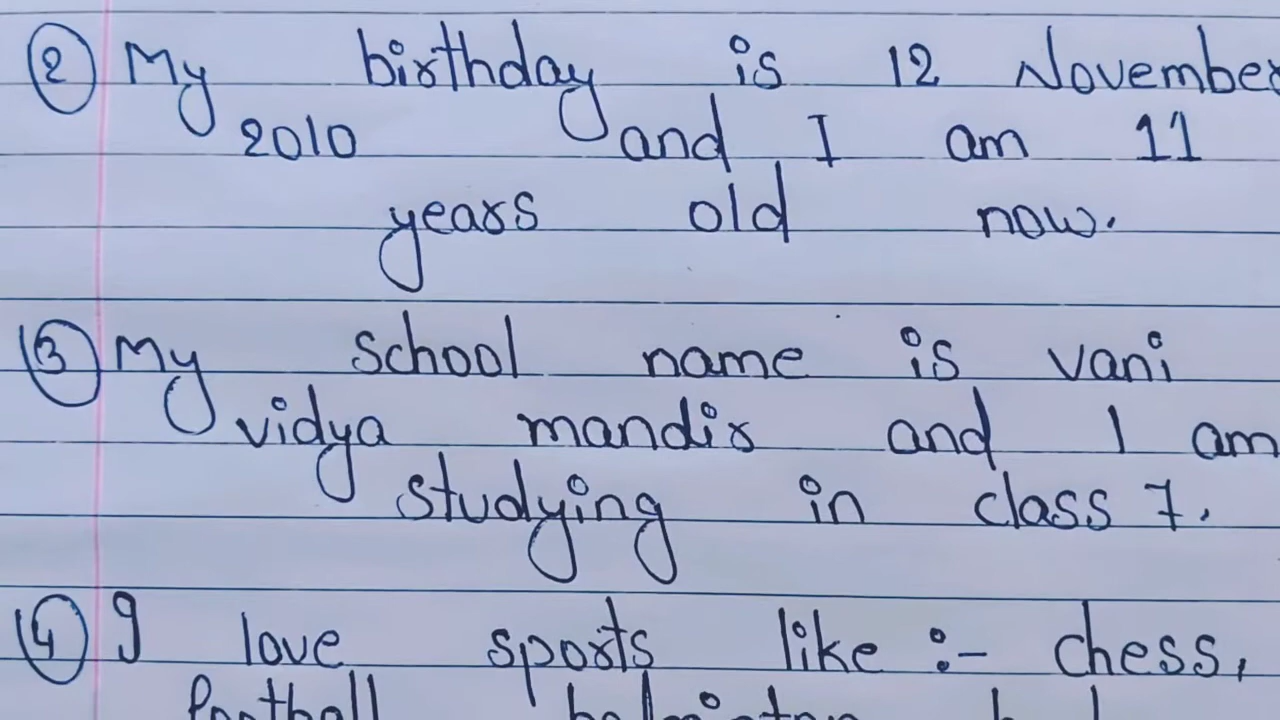 ② My birthday is 12 November
2010 and I am 11
years old now.
③ My school name is vani
vidya mandir and I am
studying in class 7.
④ I love sports like :- chess,
football